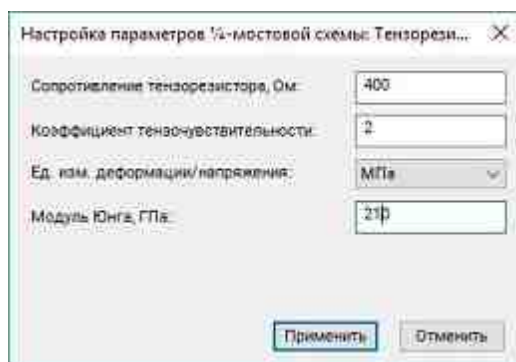 Настройка параметров ¼-мостовой схемы: Тензорези...
Сопротивление тензорезистора, Ом: 400
Коэффициент тензочувствительности: 2
Ед. изм. деформации/напряжения: МПа
Модуль Юнга, ГПа: 210
Применить Отменить